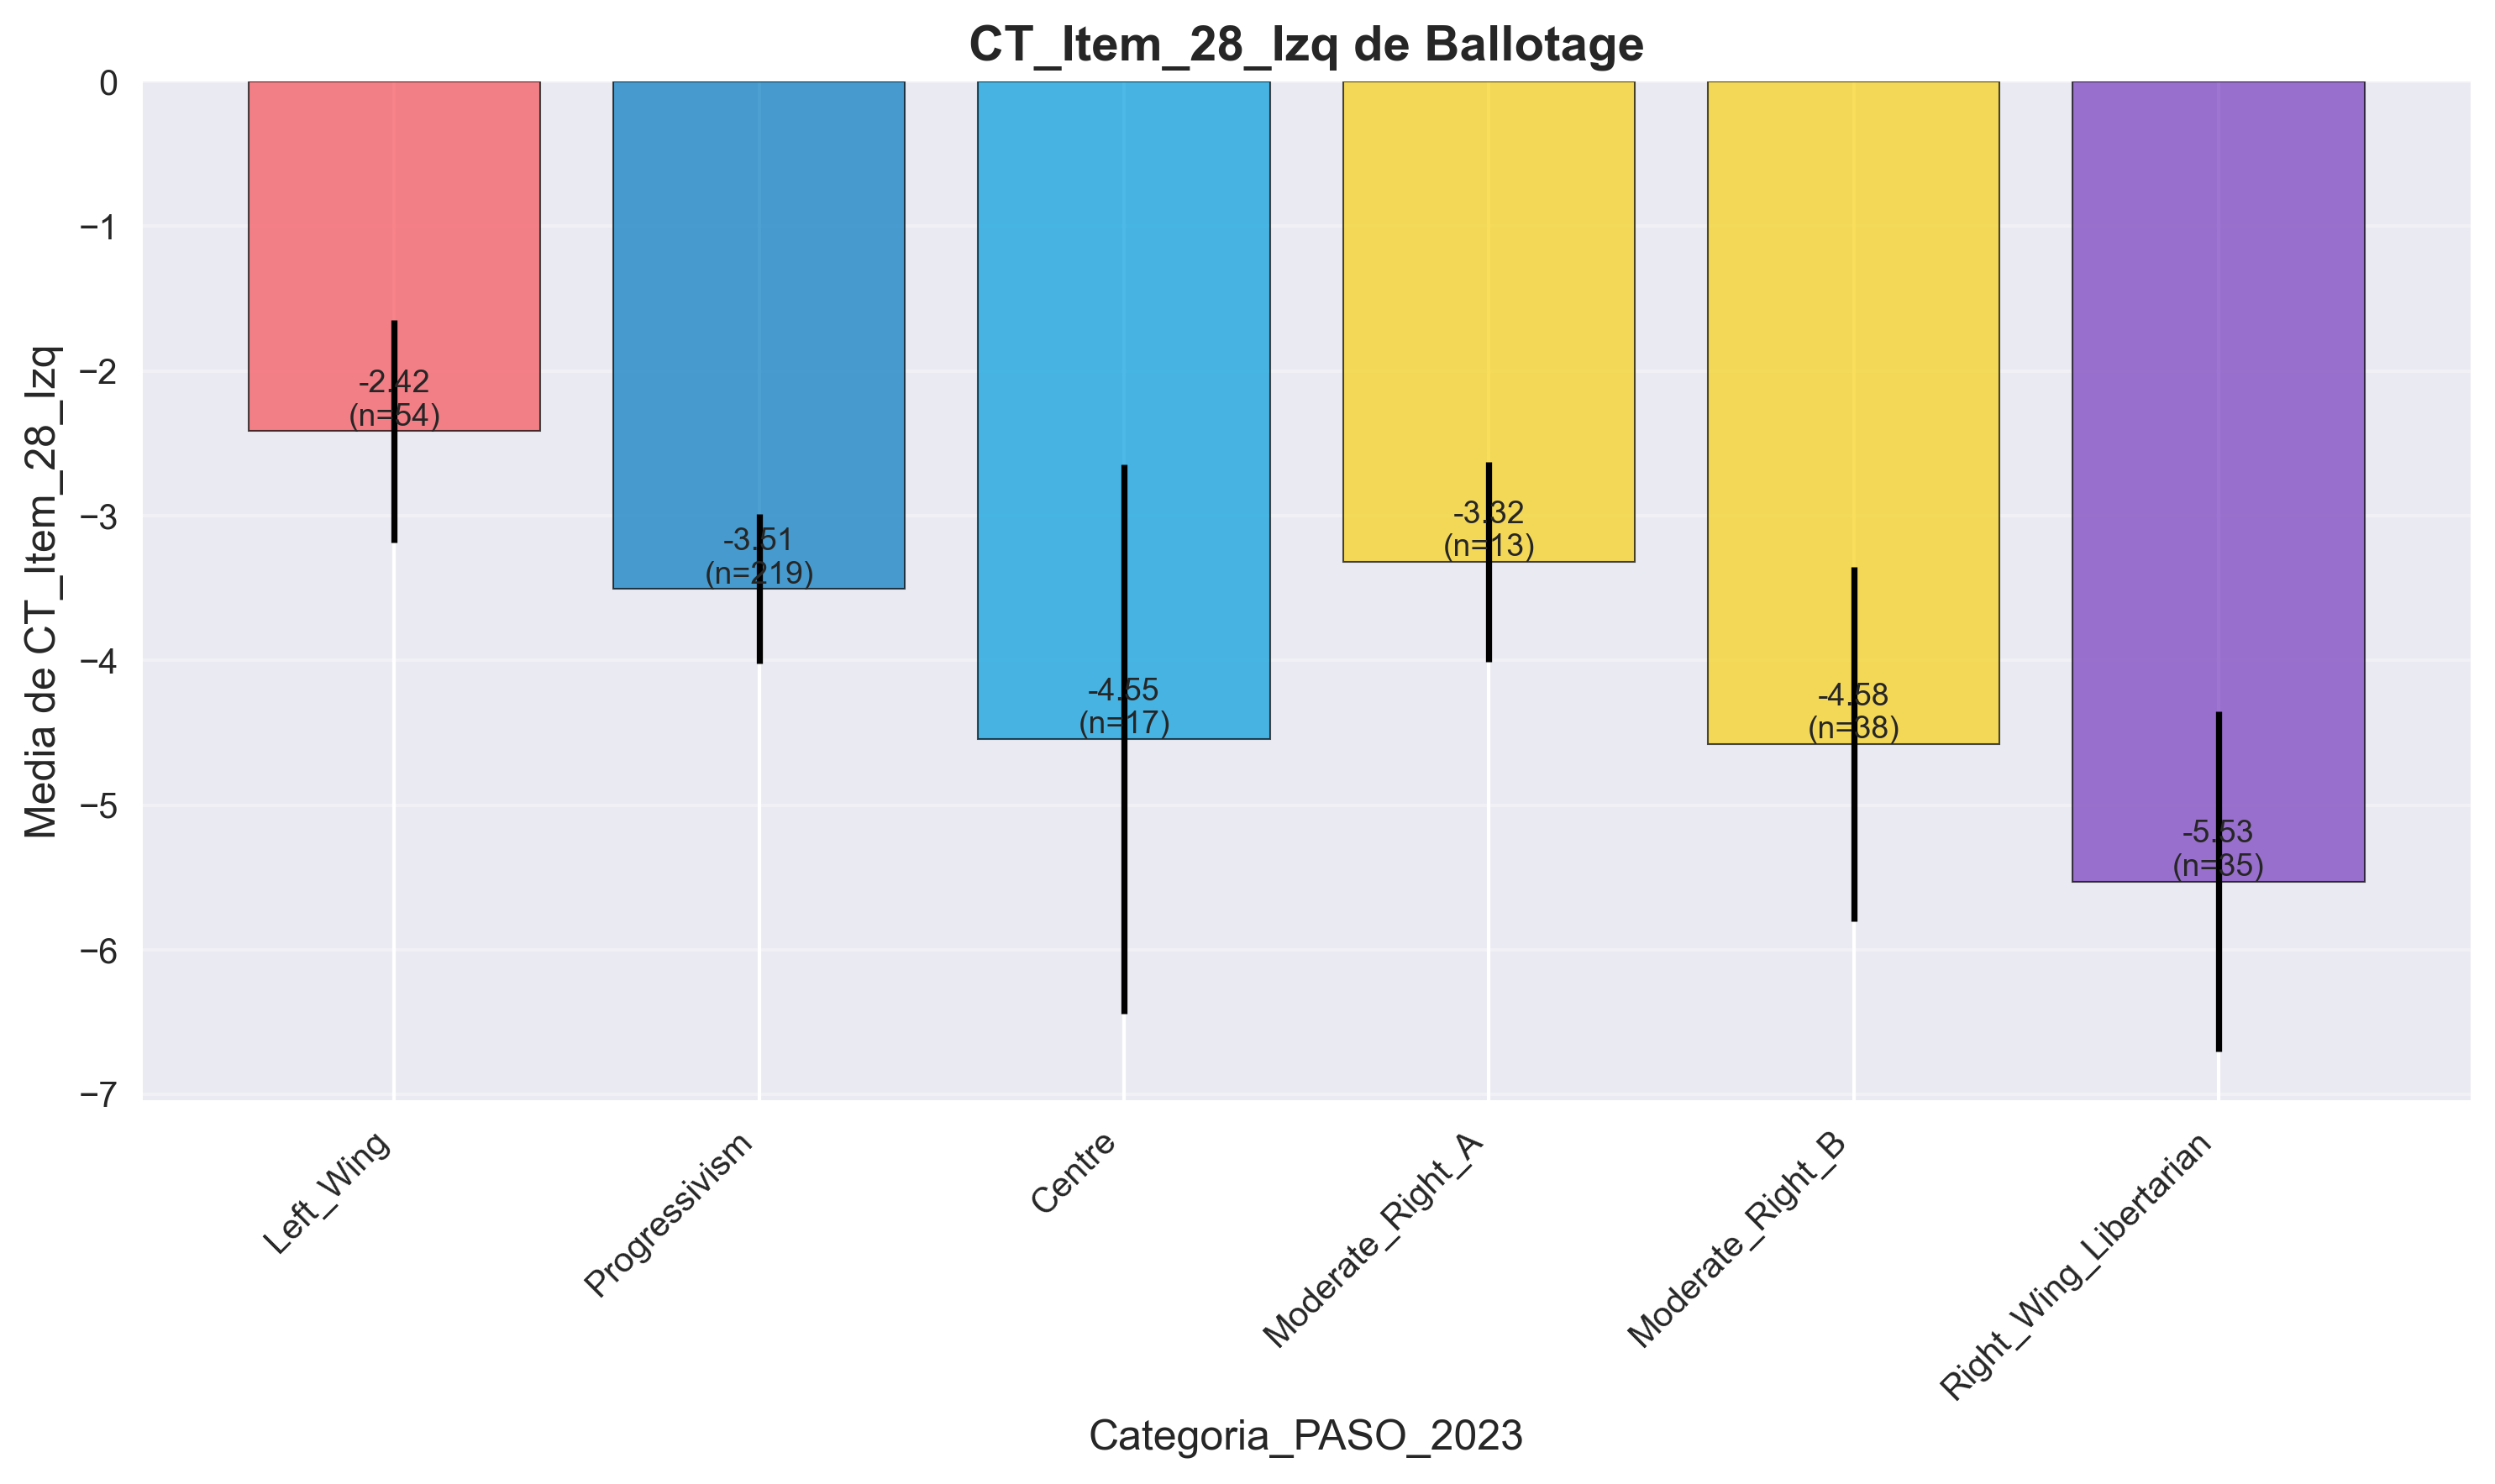 CT_Item_28_Izq de Ballotage
Media de CT_Item_28_Izq
0
−1
−2
−3
−4
−5
−6
−7
-2.42
(n=54)
-3.51
(n=219)
-4.55
(n=17)
-3.32
(n=13)
-4.58
(n=38)
-5.53
(n=35)
Left_Wing
Progressivism
Centre
Moderate_Right_A
Moderate_Right_B
Right_Wing_Libertarian
Categoria_PASO_2023